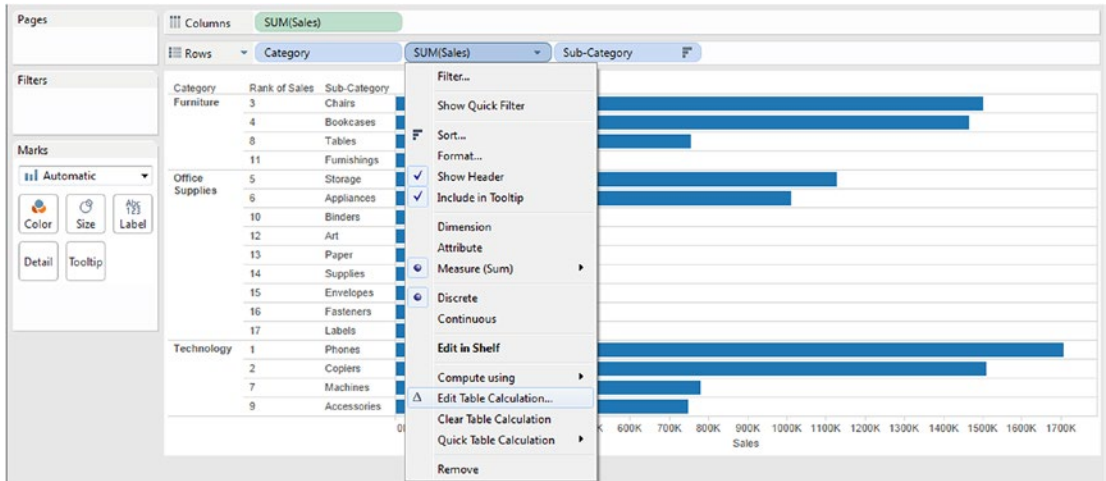 Pages
Columns SUM(Sales)
Rows Category SUM(Sales) Sub-Category
Filters
Marks
Automatic
Color Size Abc 123 Label
Detail Tooltip
Category Rank of Sales Sub-Category
Furniture 3 Chairs
4 Bookcases
8 Tables
11 Furnishings
Office Supplies 5 Storage
6 Appliances
10 Binders
12 Art
13 Paper
14 Supplies
15 Envelopes
16 Fasteners
17 Labels
Technology 1 Phones
2 Copiers
7 Machines
9 Accessories
Filter...
Show Quick Filter
Sort...
Format...
Show Header
Include in Tooltip
Dimension
Attribute
Measure (Sum)
Discrete
Continuous
Edit in Shelf
Compute using
Δ Edit Table Calculation...
Clear Table Calculation
Quick Table Calculation
Remove
600K 700K 800K 900K 1000K 1100K 1200K 1300K 1400K 1500K 1600K 1700K
Sales